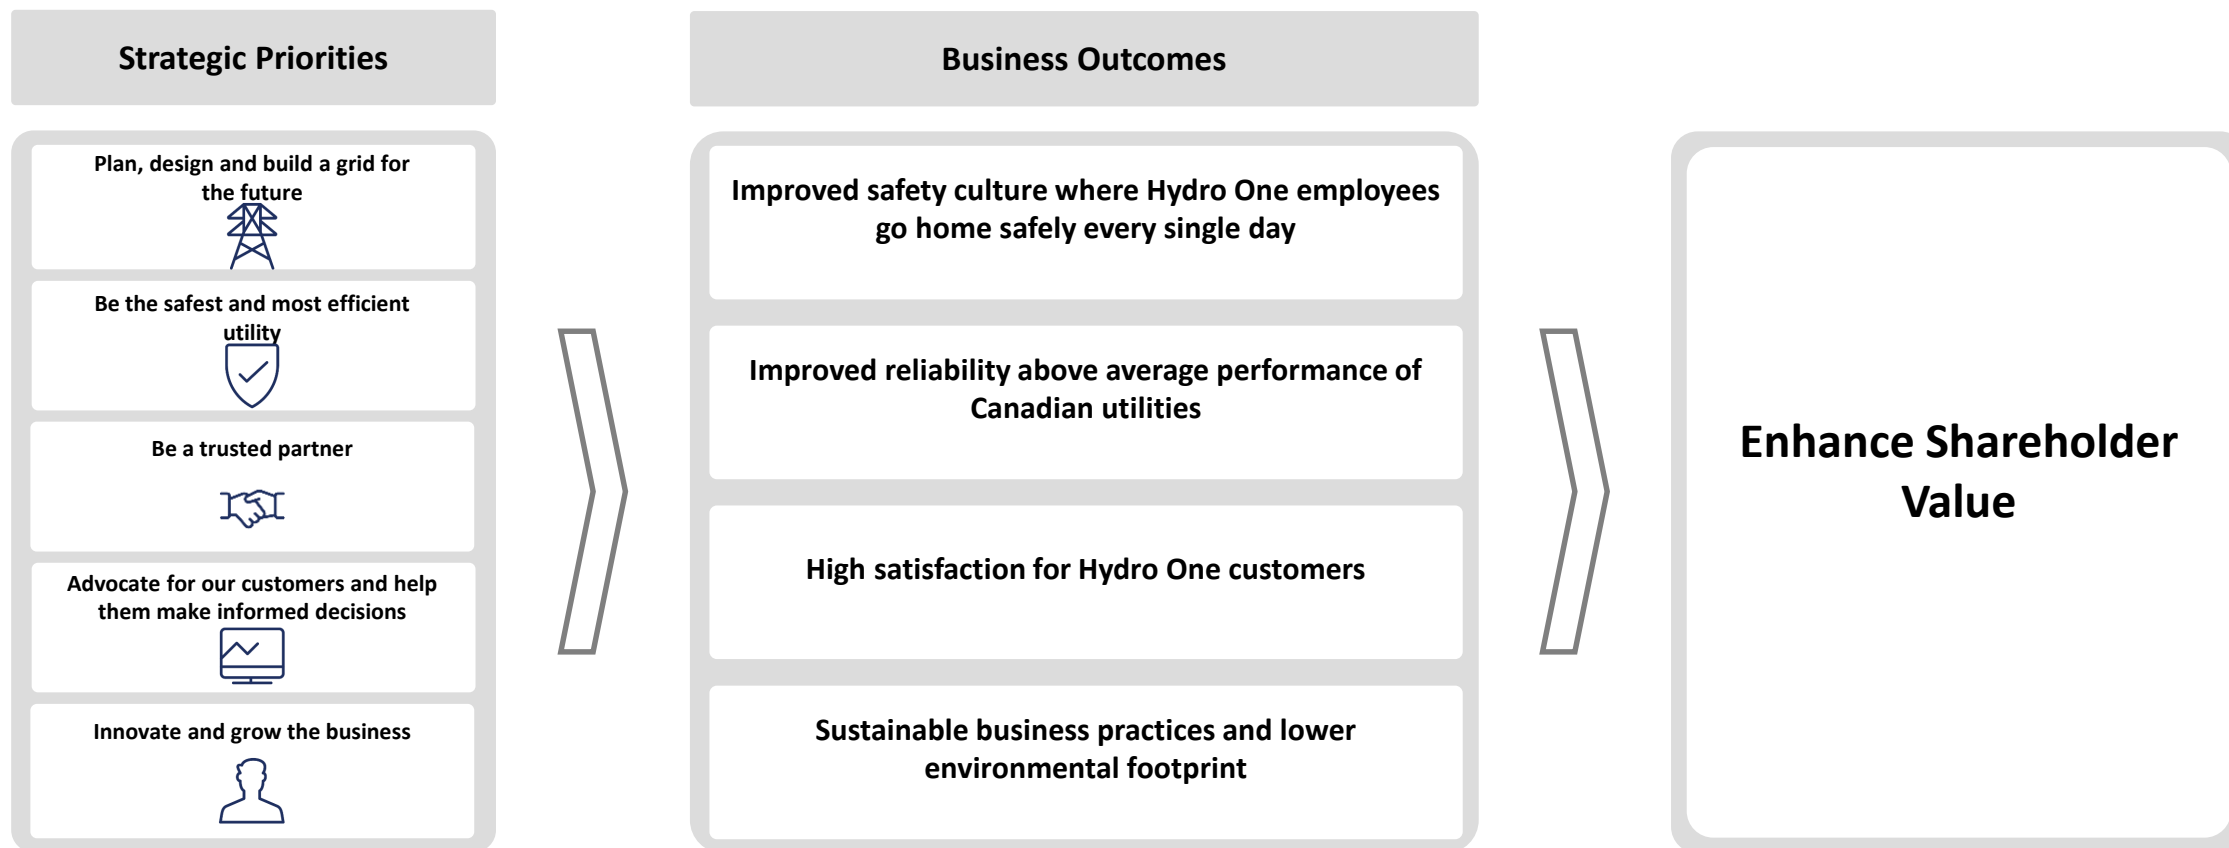 Strategic Priorities
Plan, design and build a grid for
the future
Be the safest and most efficient
utility
Be a trusted partner
Advocate for our customers and help
them make informed decisions
Innovate and grow the business
Business Outcomes
Improved safety culture where Hydro One employees
go home safely every single day
Improved reliability above average performance of
Canadian utilities
High satisfaction for Hydro One customers
Sustainable business practices and lower
environmental footprint
Enhance Shareholder
Value